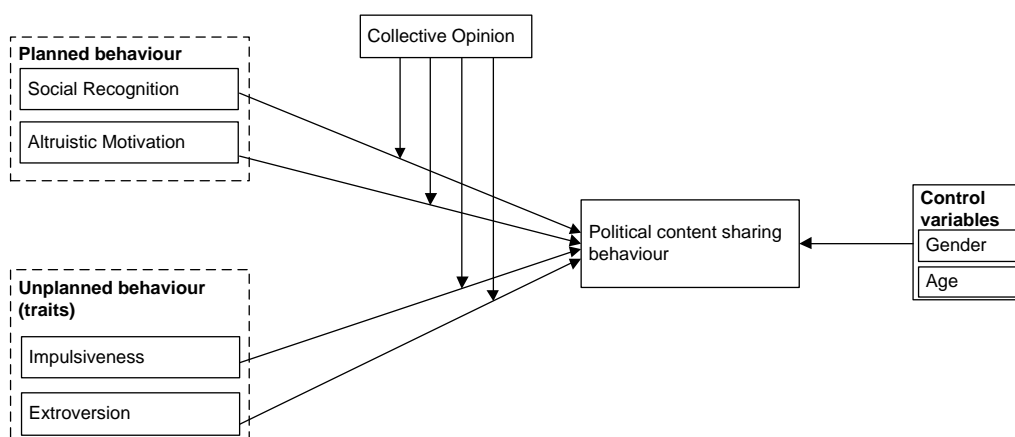 Collective Opinion
Planned behaviour
Social Recognition
Altruistic Motivation
Political content sharing
behaviour
Control
variables
Gender
Age
Unplanned behaviour
(traits)
Impulsiveness
Extroversion